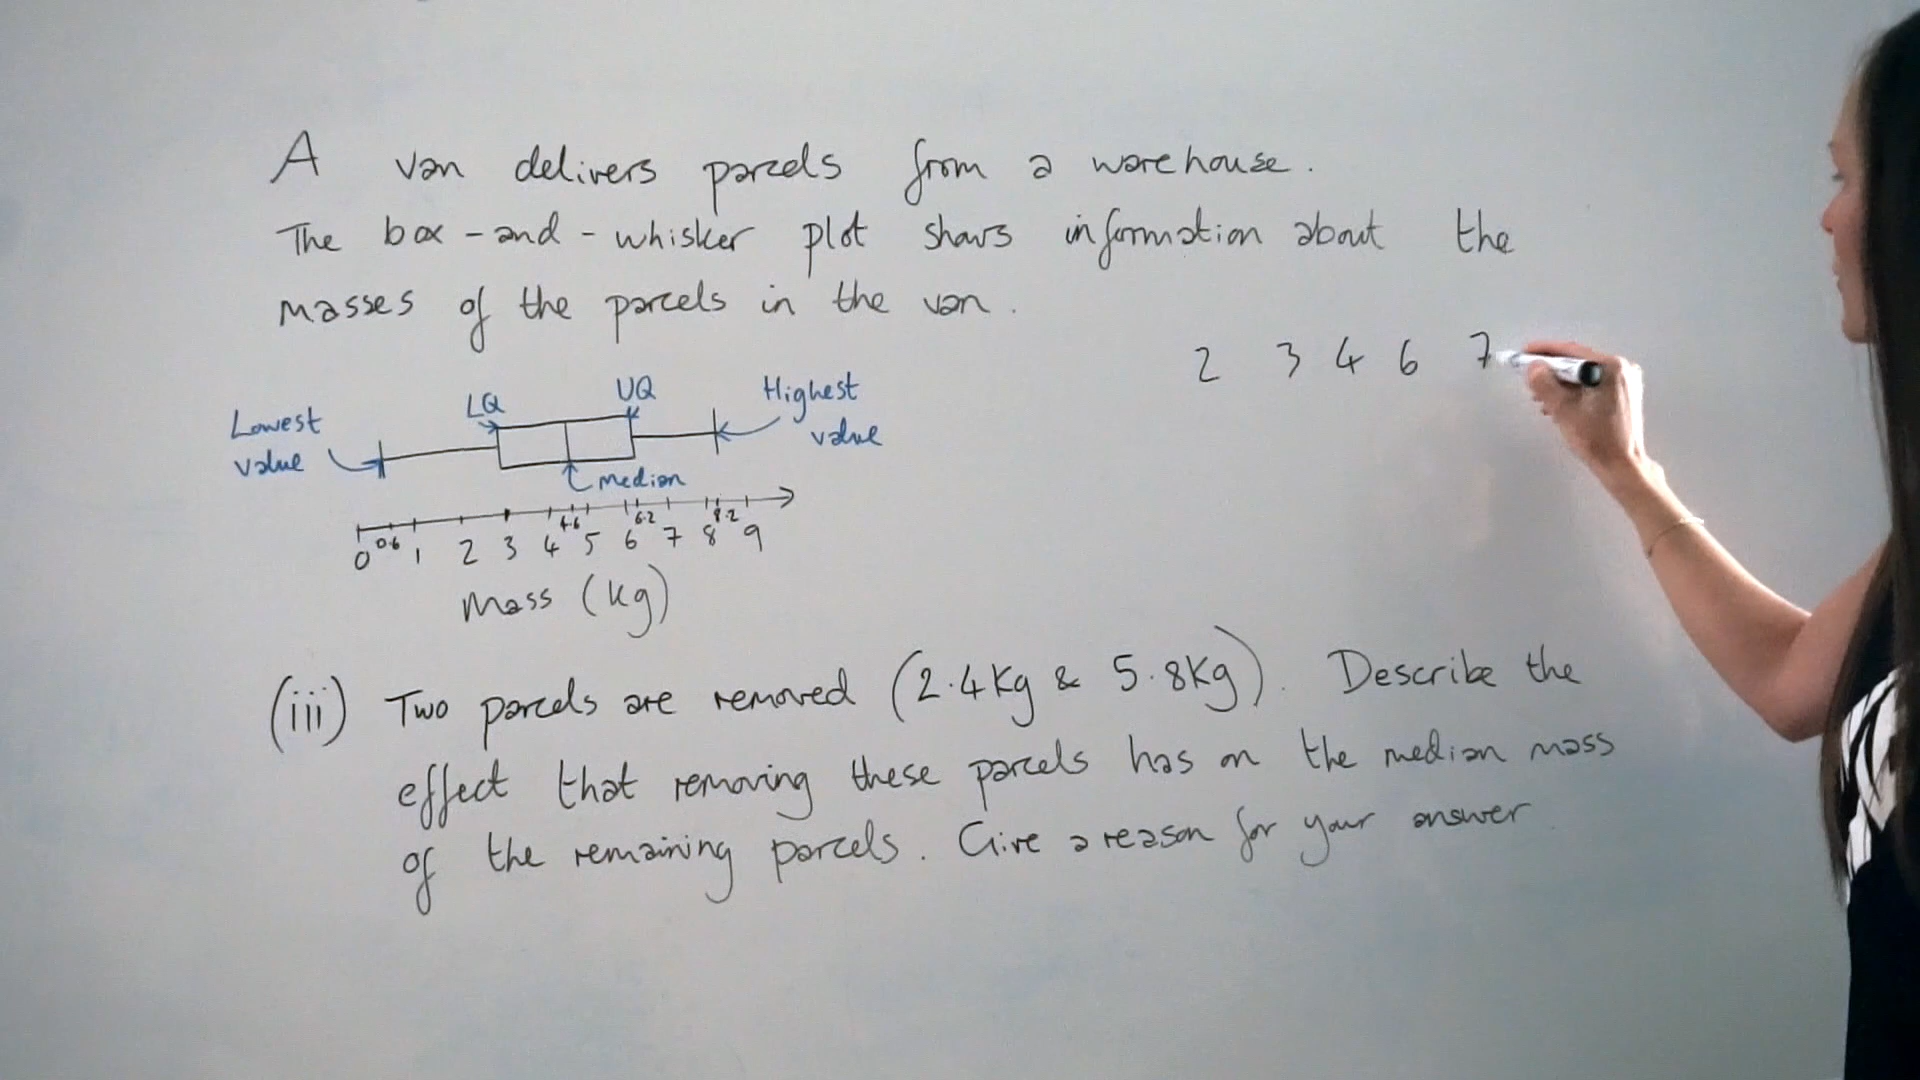 A van delivers parcels from a warehouse.
The box-and-whisker plot shows information about the
masses of the parcels in the van.
2 3 4 6 7
Lowest
value
LQ
UQ
Highest
value
median
0 0.6 1 2 3 4 4.6 5 6 6.2 7 8 8.2 9
Mass (kg)
(iii) Two parcels are removed (2.4kg & 5.8kg). Describe the
effect that removing these parcels has on the median mass
of the remaining parcels. Give a reason for your answer